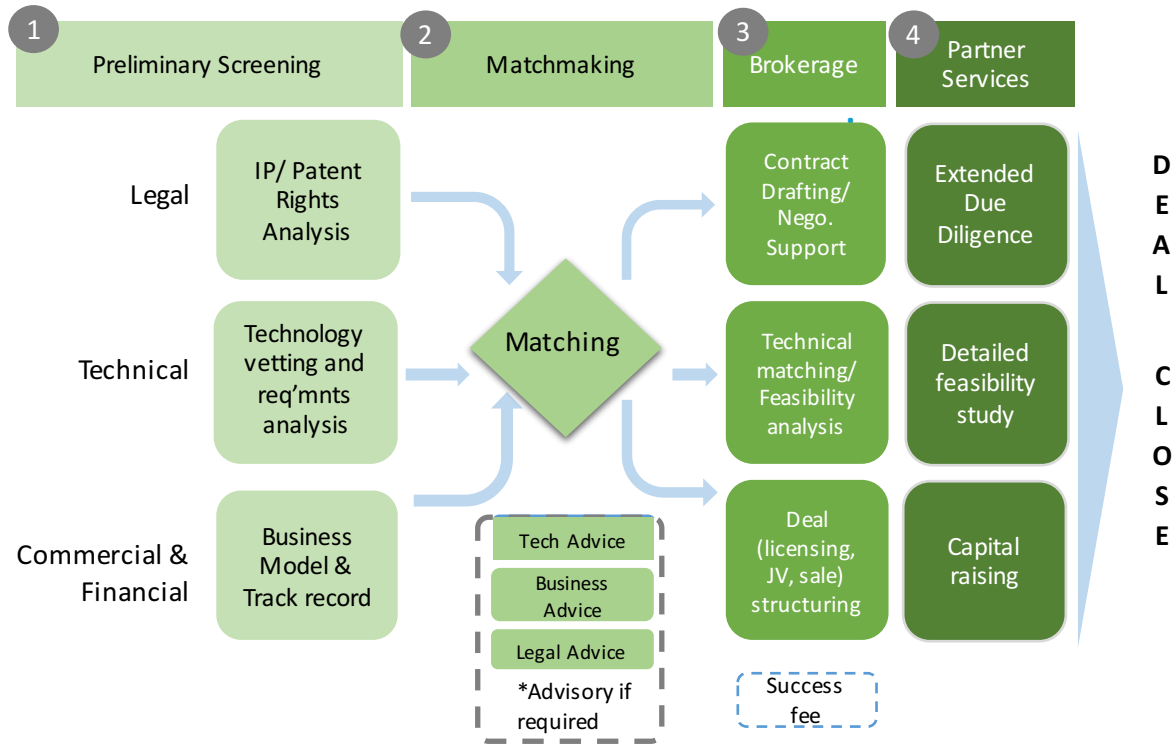 1
Preliminary Screening
2
Matchmaking
3
Brokerage
4
Partner
Services
Legal
IP/ Patent
Rights
Analysis
Contract
Drafting/
Nego.
Support
Extended
Due
Diligence
Technical
Technology
vetting and
req’mnts
analysis
Matching
Technical
matching/
Feasibility
analysis
Detailed
feasibility
study
Commercial &
Financial
Business
Model &
Track record
Tech Advice
Business
Advice
Legal Advice
*Advisory if
required
Deal
(licensing,
JV, sale)
structuring
Success
fee
Capital
raising
D
E
A
L
C
L
O
S
E